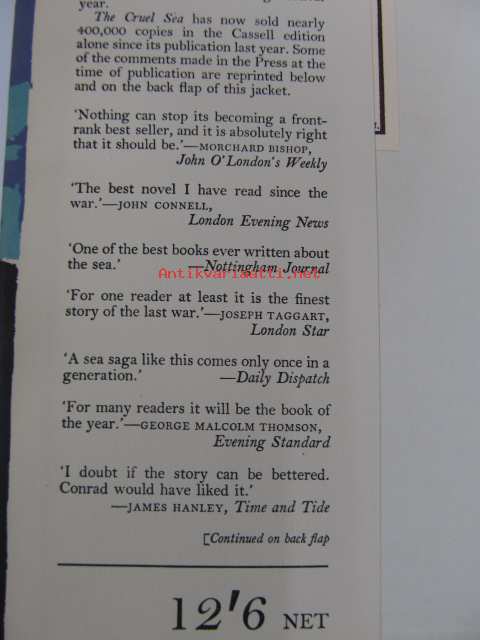 year.
The Cruel Sea has now sold nearly
400,000 copies in the Cassell edition
alone since its publication last year. Some
of the comments made in the Press at the
time of publication are reprinted below
and on the back flap of this jacket.
'Nothing can stop its becoming a front-
rank best seller, and it is absolutely right
that it should be.'—MORCHARD BISHOP,
John O'London's Weekly
'The best novel I have read since the
war.'—JOHN CONNELL,
London Evening News
'One of the best books ever written about
the sea.' —Nottingham Journal
Antikvariaatti.net
'For one reader at least it is the finest
story of the last war.'—JOSEPH TAGGART,
London Star
'A sea saga like this comes only once in a
generation.' —Daily Dispatch
'For many readers it will be the book of
the year.'—GEORGE MALCOLM THOMSON,
Evening Standard
'I doubt if the story can be bettered.
Conrad would have liked it.'
—JAMES HANLEY, Time and Tide
[Continued on back flap
12'6 NET